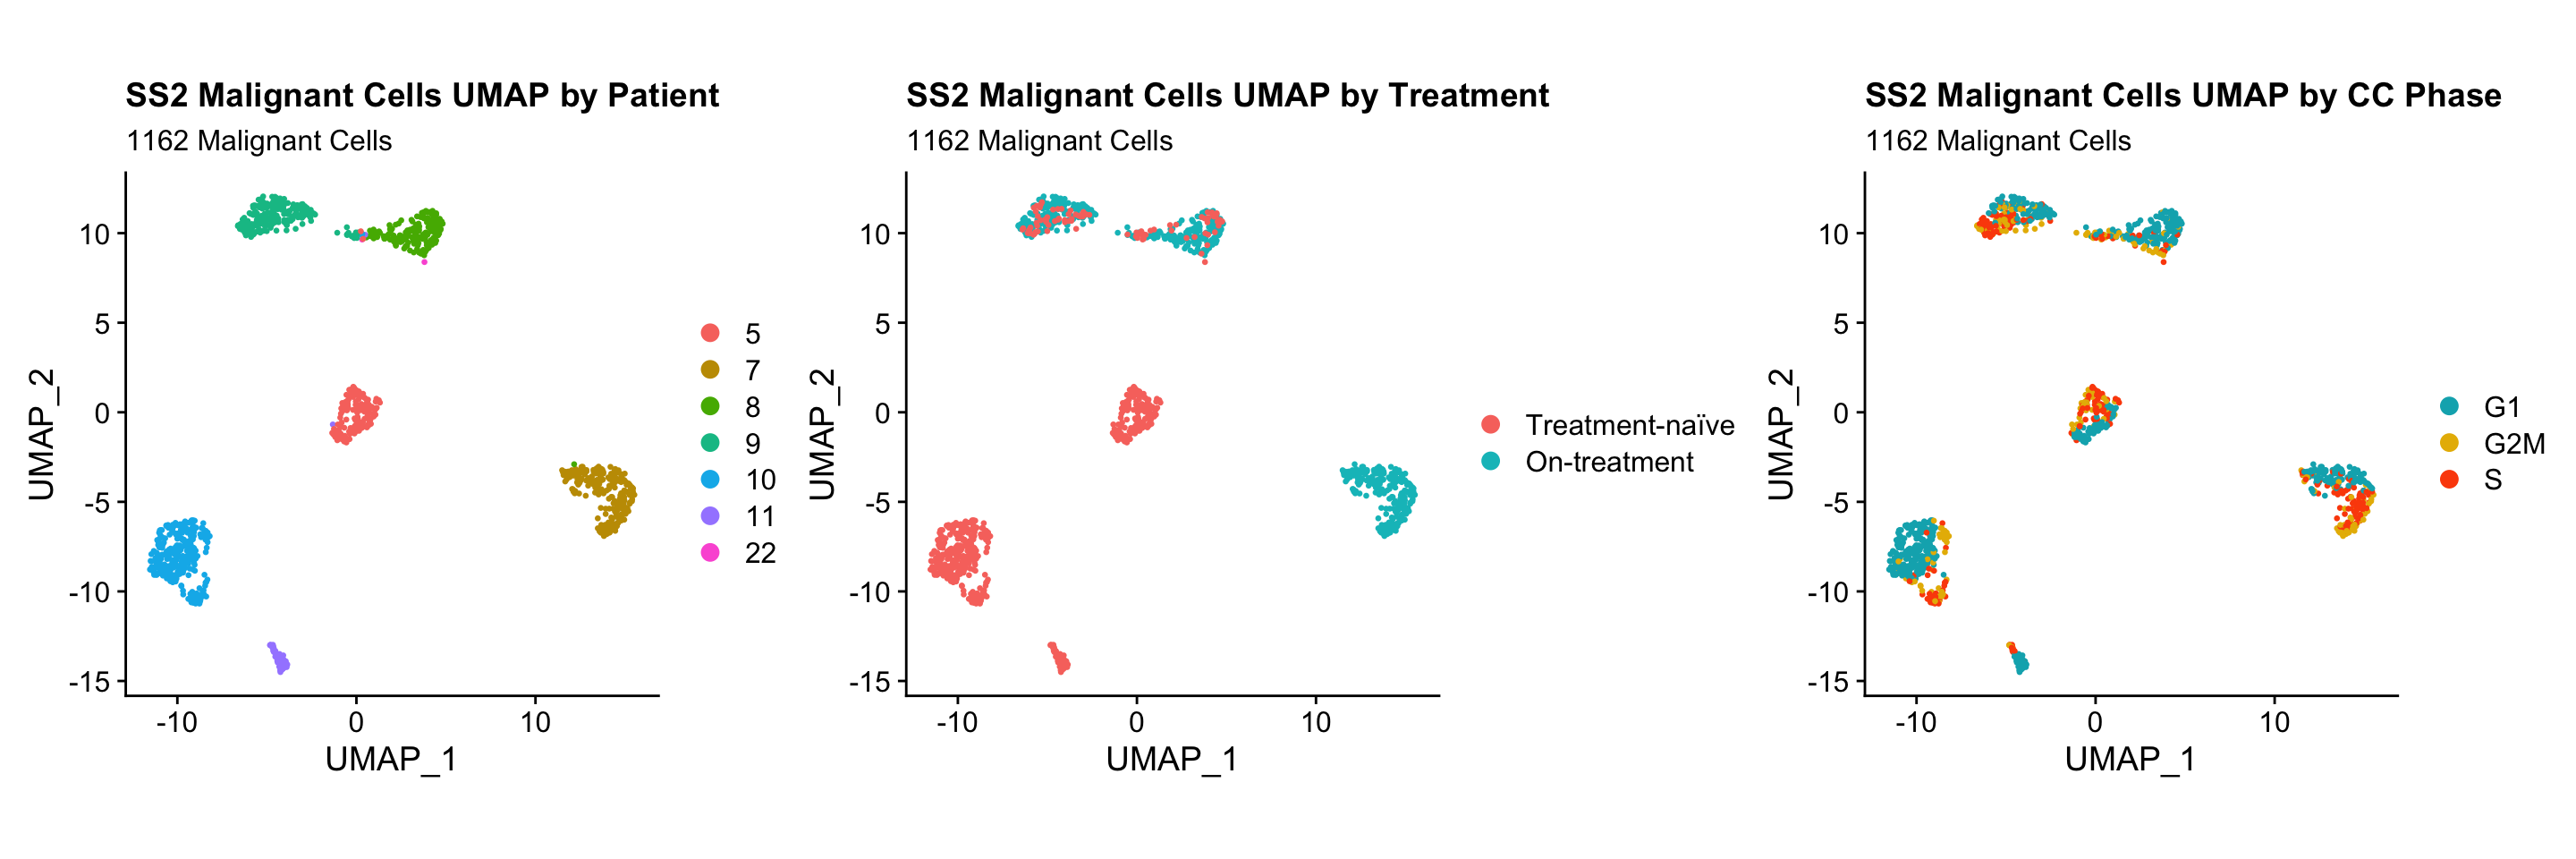 SS2 Malignant Cells UMAP by Patient
1162 Malignant Cells
10
5
0
-5
-10
-15
UMAP_2
-10
0
10
UMAP_1
5
7
8
9
10
11
22
SS2 Malignant Cells UMAP by Treatment
1162 Malignant Cells
10
5
0
-5
-10
-15
UMAP_2
-10
0
10
UMAP_1
Treatment-naïve
On-treatment
SS2 Malignant Cells UMAP by CC Phase
1162 Malignant Cells
10
5
0
-5
-10
-15
UMAP_2
-10
0
10
UMAP_1
G1
G2M
S